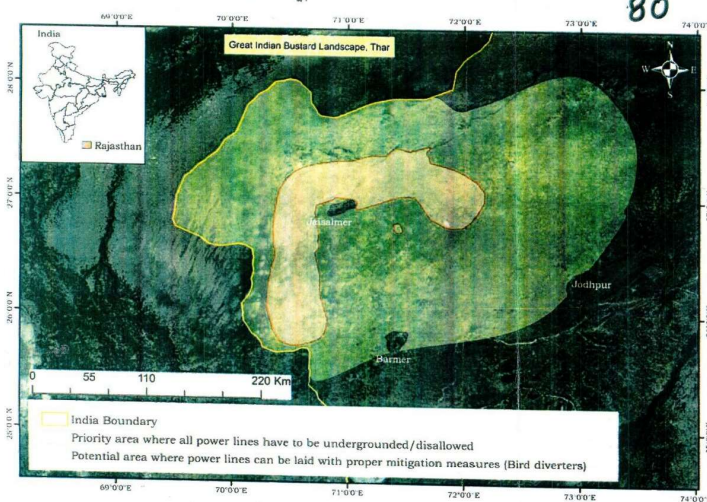 80
69°0'0"E 70°0'0"E 71°0'0"E 72°0'0"E 73°0'0"E 74°0'0"E
India
Great Indian Bustard Landscape, Thar
N
W E
S
Rajasthan
28°0'0"N
27°0'0"N
26°0'0"N
25°0'0"N
Jaisalmer
Jodhpur
Barmer
0 55 110 220 Km
India Boundary
Priority area where all power lines have to be undergrounded/disallowed
Potential area where power lines can be laid with proper mitigation measures (Bird diverters)
69°0'0"E 70°0'0"E 71°0'0"E 72°0'0"E 73°0'0"E 74°0'0"E